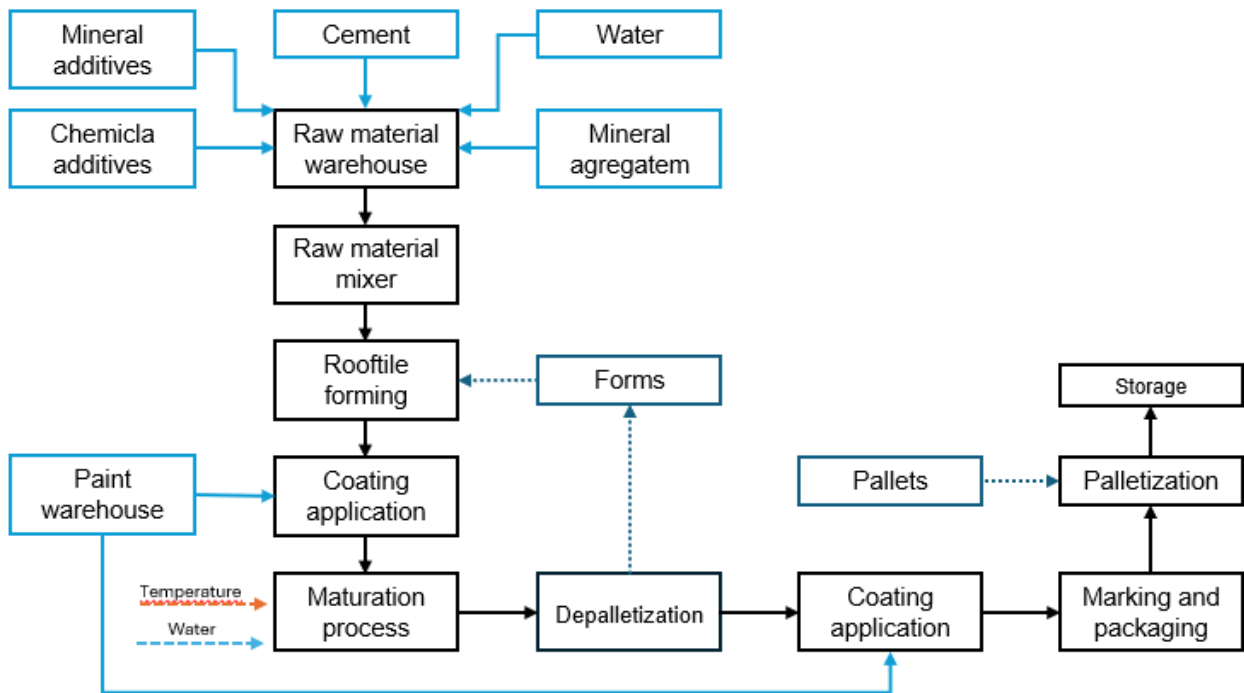 Mineral
additives
Cement
Water
Chemicla
additives
Raw material
warehouse
Mineral
agregatem
Raw material
mixer
Rooftile
forming
Forms
Storage
Paint
warehouse
Coating
application
Pallets
Palletization
Temperature
Water
Maturation
process
Depalletization
Coating
application
Marking and
packaging